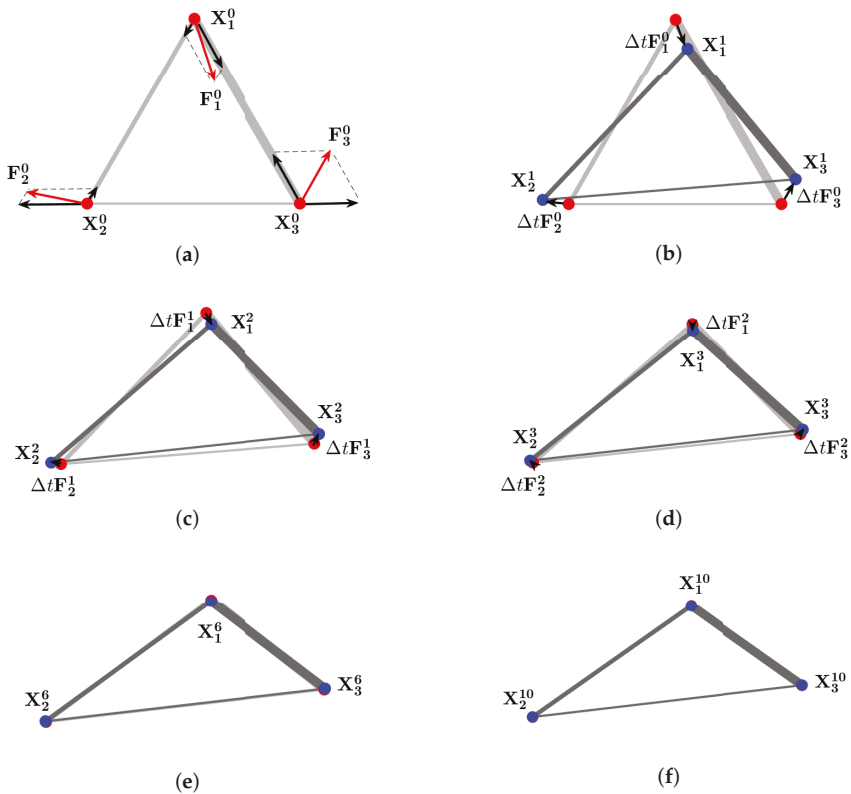 X₁⁰
F₁⁰
F₂⁰
F₃⁰
X₂⁰
X₃⁰
(a)
ΔtF₁⁰
X₁¹
X₂¹
X₃¹
ΔtF₂⁰
ΔtF₃⁰
(b)
ΔtF₁¹
X₁²
X₂²
X₃²
ΔtF₂¹
ΔtF₃¹
(c)
ΔtF₁²
X₁³
X₂³
X₃³
ΔtF₂²
ΔtF₃²
(d)
X₁⁶
X₂⁶
X₃⁶
(e)
X₁¹⁰
X₂¹⁰
X₃¹⁰
(f)